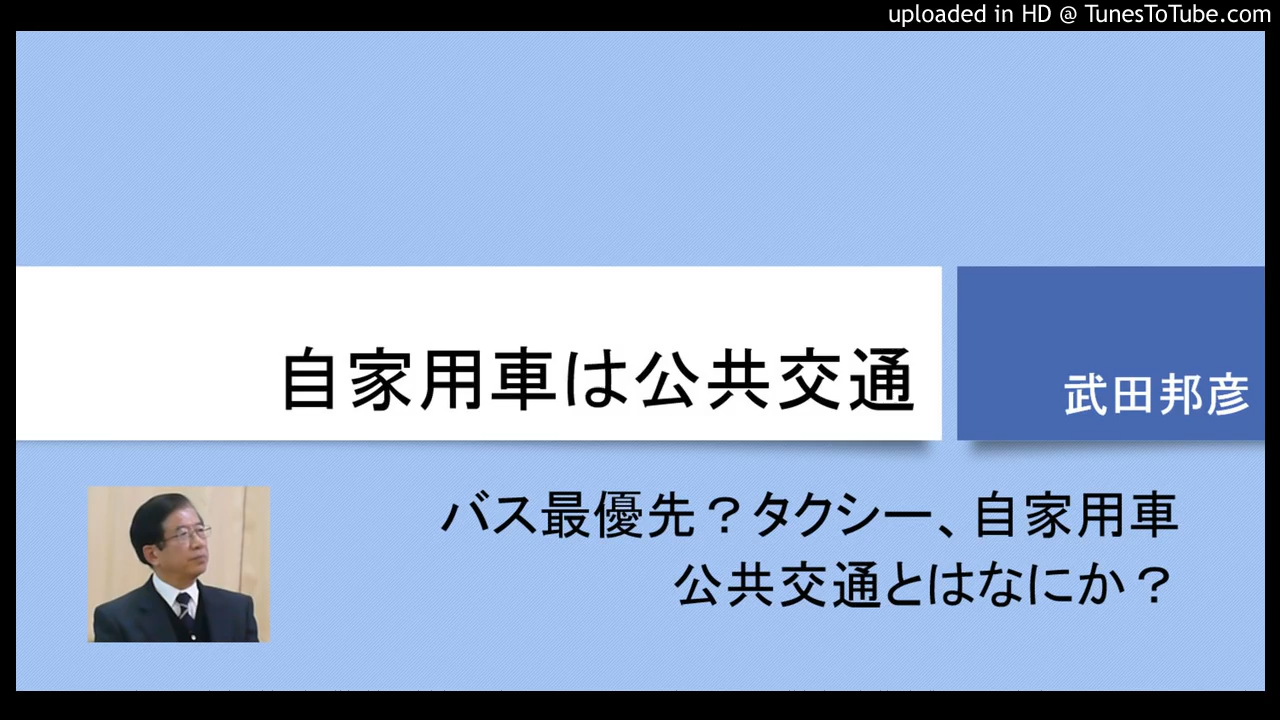 uploaded in HD @ TunesToTube.com
自家用車は公共交通
武田邦彦
バス最優先？タクシー、自家用車
公共交通とはなにか？